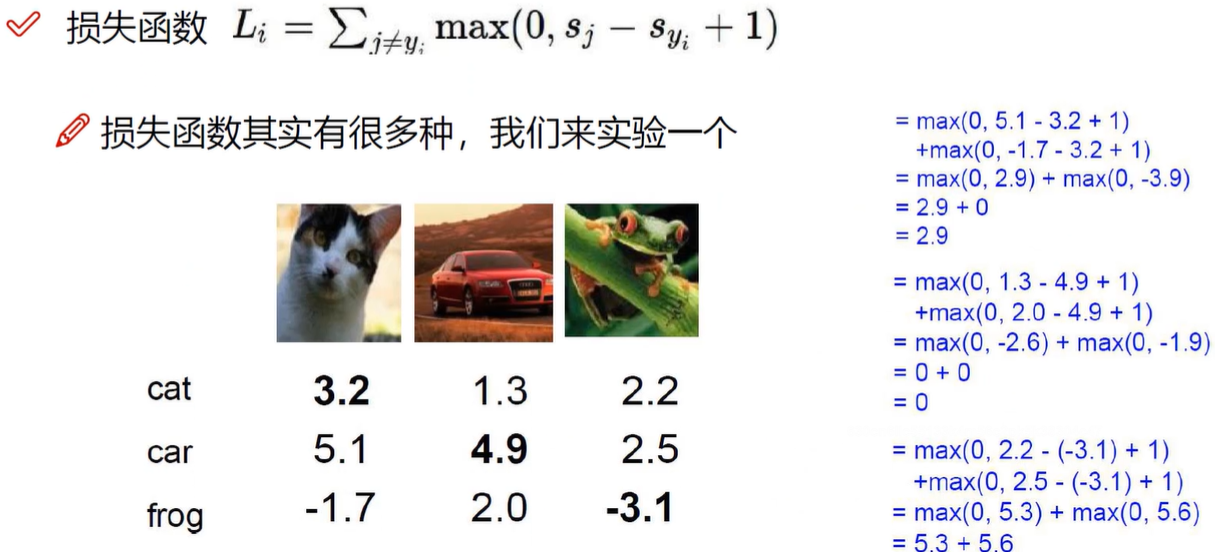 损失函数 L_i = ∑_{j≠y_i} max(0, s_j − s_{y_i} + 1)
损失函数其实有很多种，我们来实验一个
cat 3.2 1.3 2.2
car 5.1 4.9 2.5
frog -1.7 2.0 -3.1
= max(0, 5.1 - 3.2 + 1)
+max(0, -1.7 - 3.2 + 1)
= max(0, 2.9) + max(0, -3.9)
= 2.9 + 0
= 2.9
= max(0, 1.3 - 4.9 + 1)
+max(0, 2.0 - 4.9 + 1)
= max(0, -2.6) + max(0, -1.9)
= 0 + 0
= 0
= max(0, 2.2 - (-3.1) + 1)
+max(0, 2.5 - (-3.1) + 1)
= max(0, 5.3) + max(0, 5.6)
= 5.3 + 5.6